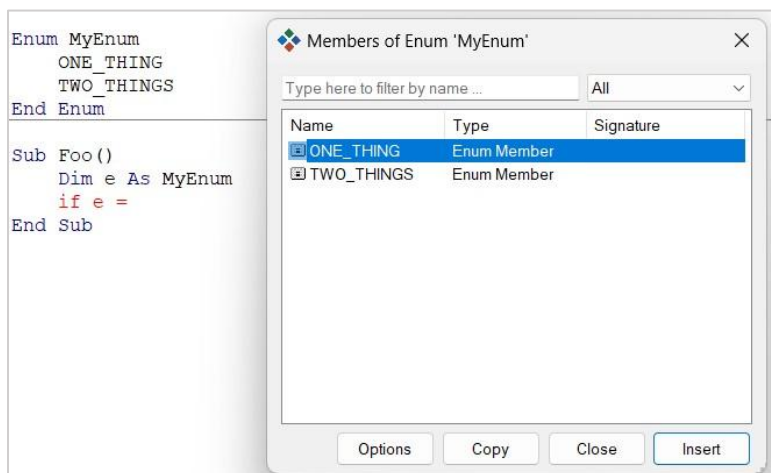 Enum MyEnum
ONE_THING
TWO_THINGS
End Enum
Sub Foo()
Dim e As MyEnum
if e =
End Sub
Members of Enum 'MyEnum'
Type here to filter by name ...
All
Name Type Signature
ONE_THING Enum Member
TWO_THINGS Enum Member
Options Copy Close Insert